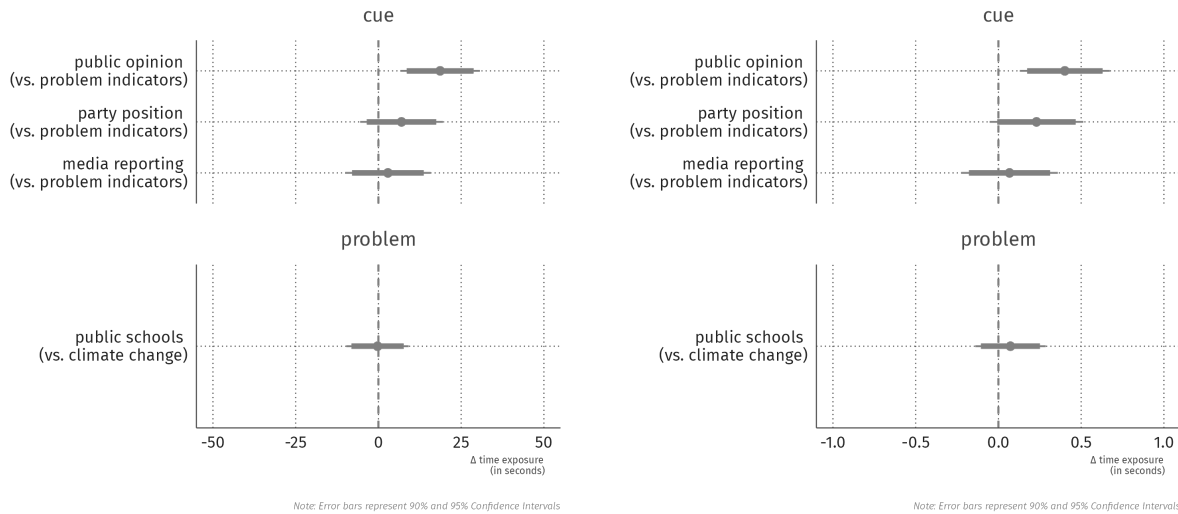 cue
public opinion
(vs. problem indicators)
party position
(vs. problem indicators)
media reporting
(vs. problem indicators)
problem
public schools
(vs. climate change)
-50 -25 0 25 50
Δ time exposure
(in seconds)
Note: Error bars represent 90% and 95% Confidence Intervals
cue
public opinion
(vs. problem indicators)
party position
(vs. problem indicators)
media reporting
(vs. problem indicators)
problem
public schools
(vs. climate change)
-1.0 -0.5 0.0 0.5 1.0
Δ time exposure
(in seconds)
Note: Error bars represent 90% and 95% Confidence Intervals